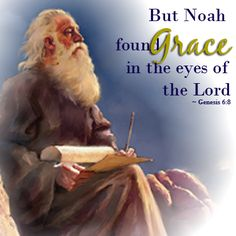 But Noah
found Grace
in the eyes of
the Lord
~ Genesis 6:8